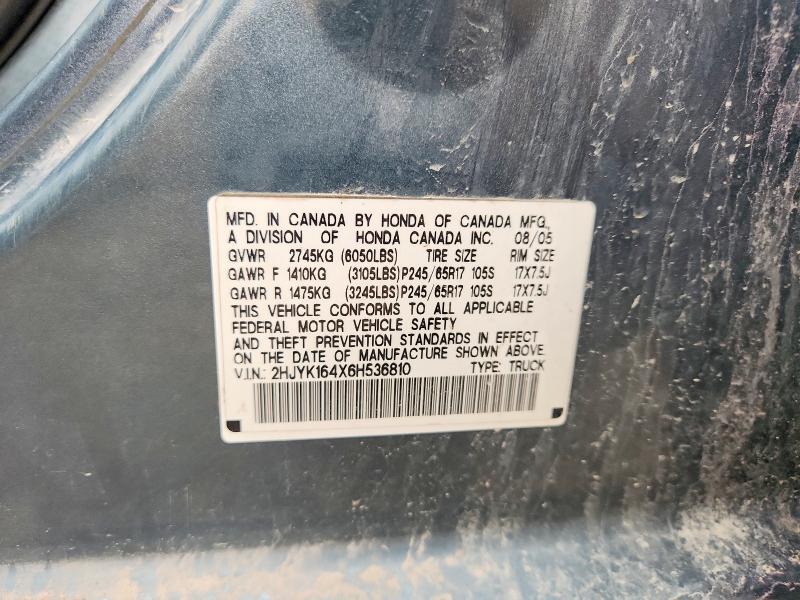 MFD. IN CANADA BY HONDA OF CANADA MFG.,
A DIVISION OF HONDA CANADA INC. 08/05
GVWR 2745KG (6050LBS) TIRE SIZE RIM SIZE
GAWR F 1410KG (3105LBS) P245/65R17 105S 17X7.5J
GAWR R 1475KG (3245LBS) P245/65R17 105S 17X7.5J
THIS VEHICLE CONFORMS TO ALL APPLICABLE
FEDERAL MOTOR VEHICLE SAFETY
AND THEFT PREVENTION STANDARDS IN EFFECT
ON THE DATE OF MANUFACTURE SHOWN ABOVE.
V.I.N.: 2HJYK164X6H536810 TYPE: TRUCK